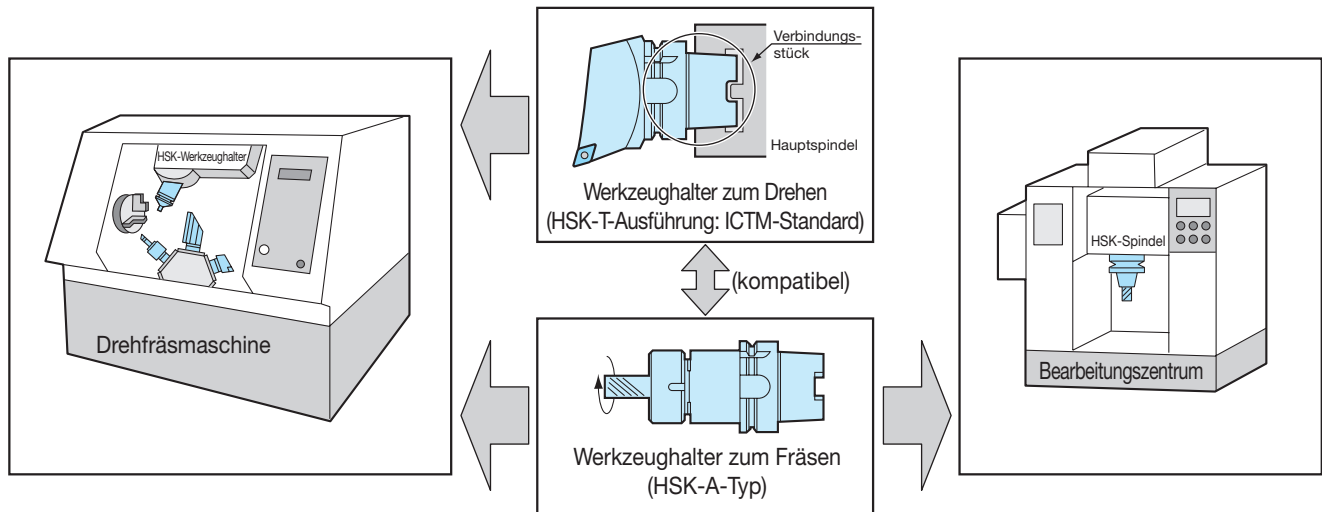 HSK-Werkzeughalter
Drehfräsmaschine
Verbindungs-
stück
Hauptspindel
Werkzeughalter zum Drehen
(HSK-T-Ausführung: ICTM-Standard)
(kompatibel)
Werkzeughalter zum Fräsen
(HSK-A-Typ)
HSK-Spindel
Bearbeitungszentrum